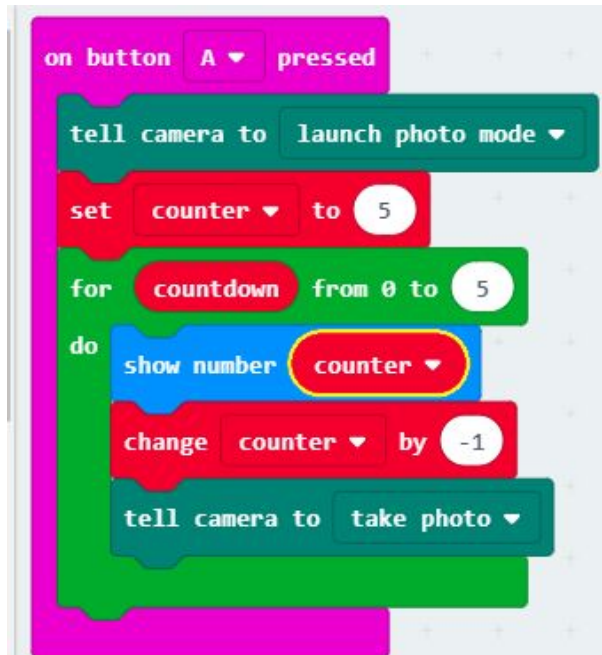 on button A pressed
tell camera to launch photo mode
set counter to 5
for countdown from 0 to 5
do
show number counter
change counter by -1
tell camera to take photo